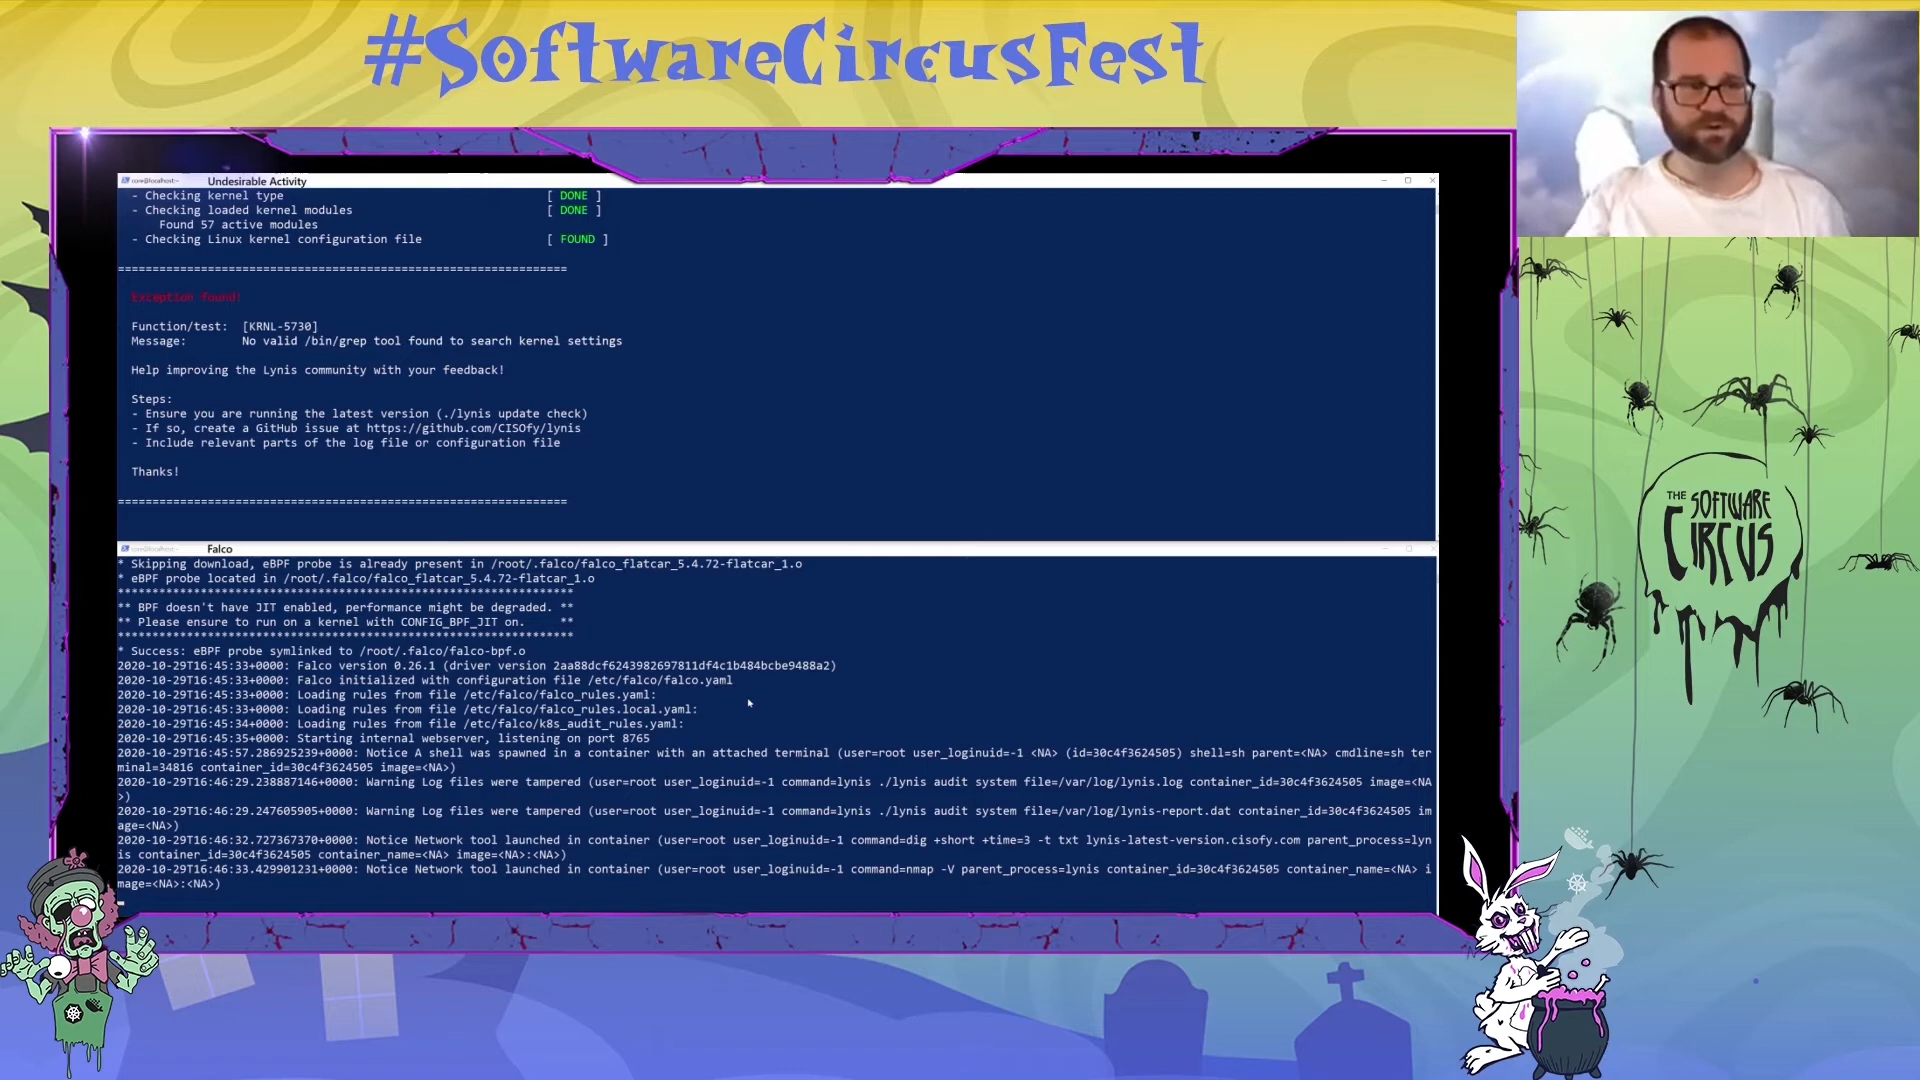 #SoftwareCircusFest
core@localhost:~ Undesirable Activity
- Checking kernel type [ DONE ]
- Checking loaded kernel modules [ DONE ]
Found 57 active modules
- Checking Linux kernel configuration file [ FOUND ]
=================================================================
Exception found!
Function/test: [KRNL-5730]
Message: No valid /bin/grep tool found to search kernel settings
Help improving the Lynis community with your feedback!
Steps:
- Ensure you are running the latest version (./lynis update check)
- If so, create a GitHub issue at https://github.com/CISOfy/lynis
- Include relevant parts of the log file or configuration file
Thanks!
=================================================================
core@localhost:~ Falco
* Skipping download, eBPF probe is already present in /root/.falco/falco_flatcar_5.4.72-flatcar_1.o
* eBPF probe located in /root/.falco/falco_flatcar_5.4.72-flatcar_1.o
******************************************************************
** BPF doesn't have JIT enabled, performance might be degraded. **
** Please ensure to run on a kernel with CONFIG_BPF_JIT on. **
******************************************************************
* Success: eBPF probe symlinked to /root/.falco/falco-bpf.o
2020-10-29T16:45:33+0000: Falco version 0.26.1 (driver version 2aa88dcf6243982697811df4c1b484bcbe9488a2)
2020-10-29T16:45:33+0000: Falco initialized with configuration file /etc/falco/falco.yaml
2020-10-29T16:45:33+0000: Loading rules from file /etc/falco/falco_rules.yaml:
2020-10-29T16:45:33+0000: Loading rules from file /etc/falco/falco_rules.local.yaml:
2020-10-29T16:45:34+0000: Loading rules from file /etc/falco/k8s_audit_rules.yaml:
2020-10-29T16:45:35+0000: Starting internal webserver, listening on port 8765
2020-10-29T16:45:57.286925239+0000: Notice A shell was spawned in a container with an attached terminal (user=root user_loginuid=-1 <NA> (id=30c4f3624505) shell=sh parent=<NA> cmdline=sh ter
minal=34816 container_id=30c4f3624505 image=<NA>)
2020-10-29T16:46:29.238887146+0000: Warning Log files were tampered (user=root user_loginuid=-1 command=lynis ./lynis audit system file=/var/log/lynis.log container_id=30c4f3624505 image=<NA
>)
2020-10-29T16:46:29.247605905+0000: Warning Log files were tampered (user=root user_loginuid=-1 command=lynis ./lynis audit system file=/var/log/lynis-report.dat container_id=30c4f3624505 im
age=<NA>)
2020-10-29T16:46:32.727367370+0000: Notice Network tool launched in container (user=root user_loginuid=-1 command=dig +short +time=3 -t txt lynis-latest-version.cisofy.com parent_process=lyn
is container_id=30c4f3624505 container_name=<NA> image=<NA>:<NA>)
2020-10-29T16:46:33.429901231+0000: Notice Network tool launched in container (user=root user_loginuid=-1 command=nmap -V parent_process=lynis container_id=30c4f3624505 container_name=<NA> i
mage=<NA>:<NA>)
THE SOFTWARE
CIRCUS